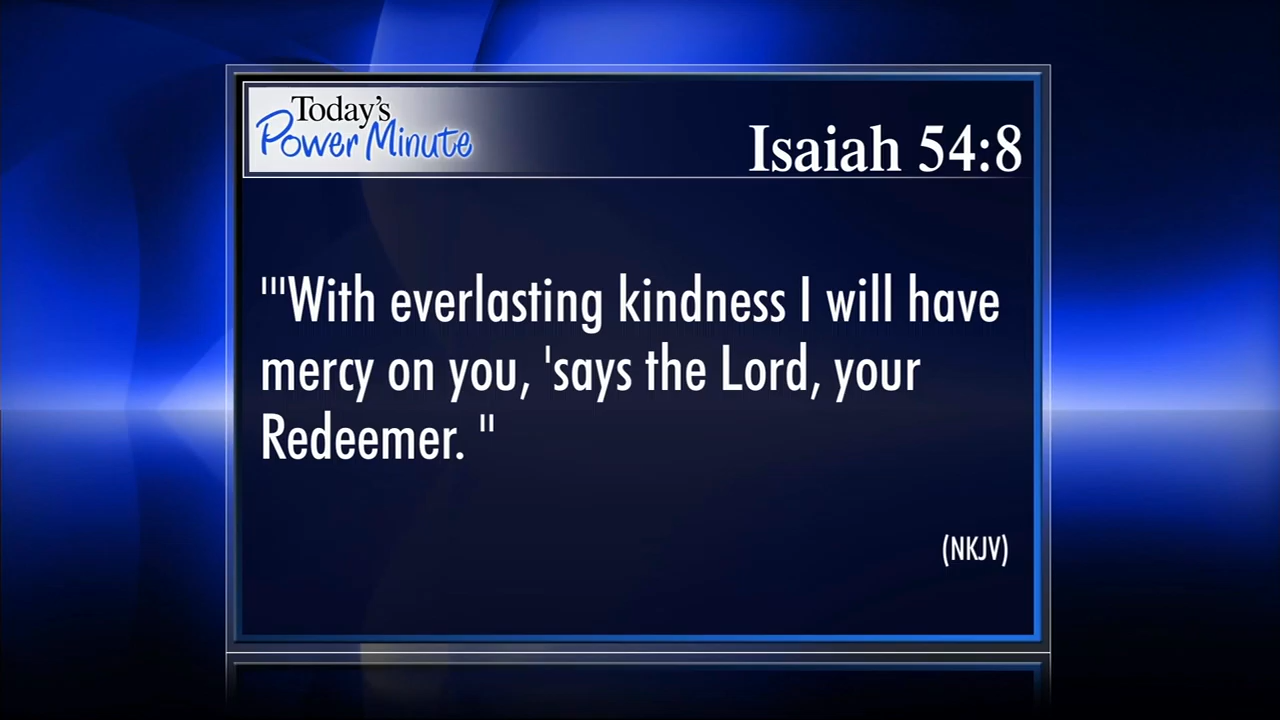 Today's
Power Minute
Isaiah 54:8
"'With everlasting kindness I will have
mercy on you, 'says the Lord, your
Redeemer. "
(NKJV)